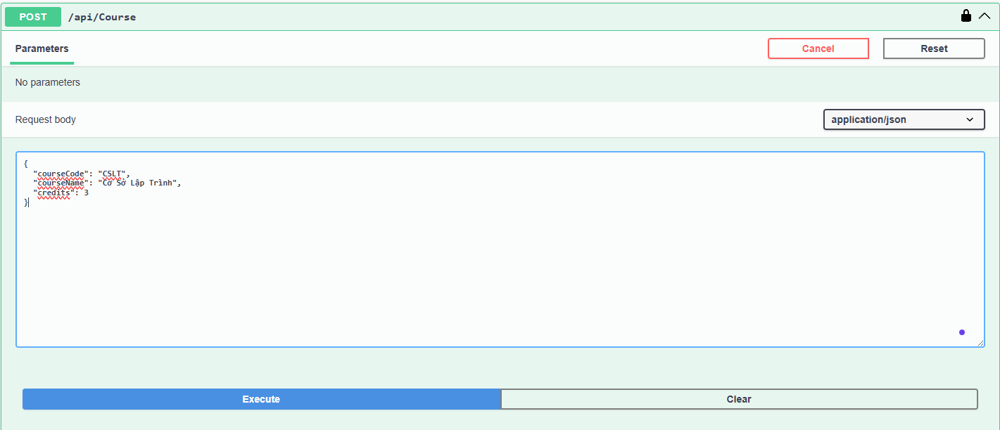 POST /api/Course
Parameters
Cancel
Reset
No parameters
Request body
application/json
{
"courseCode": "CSLT",
"courseName": "Cơ Sở Lập Trình",
"credits": 3
}
Execute
Clear